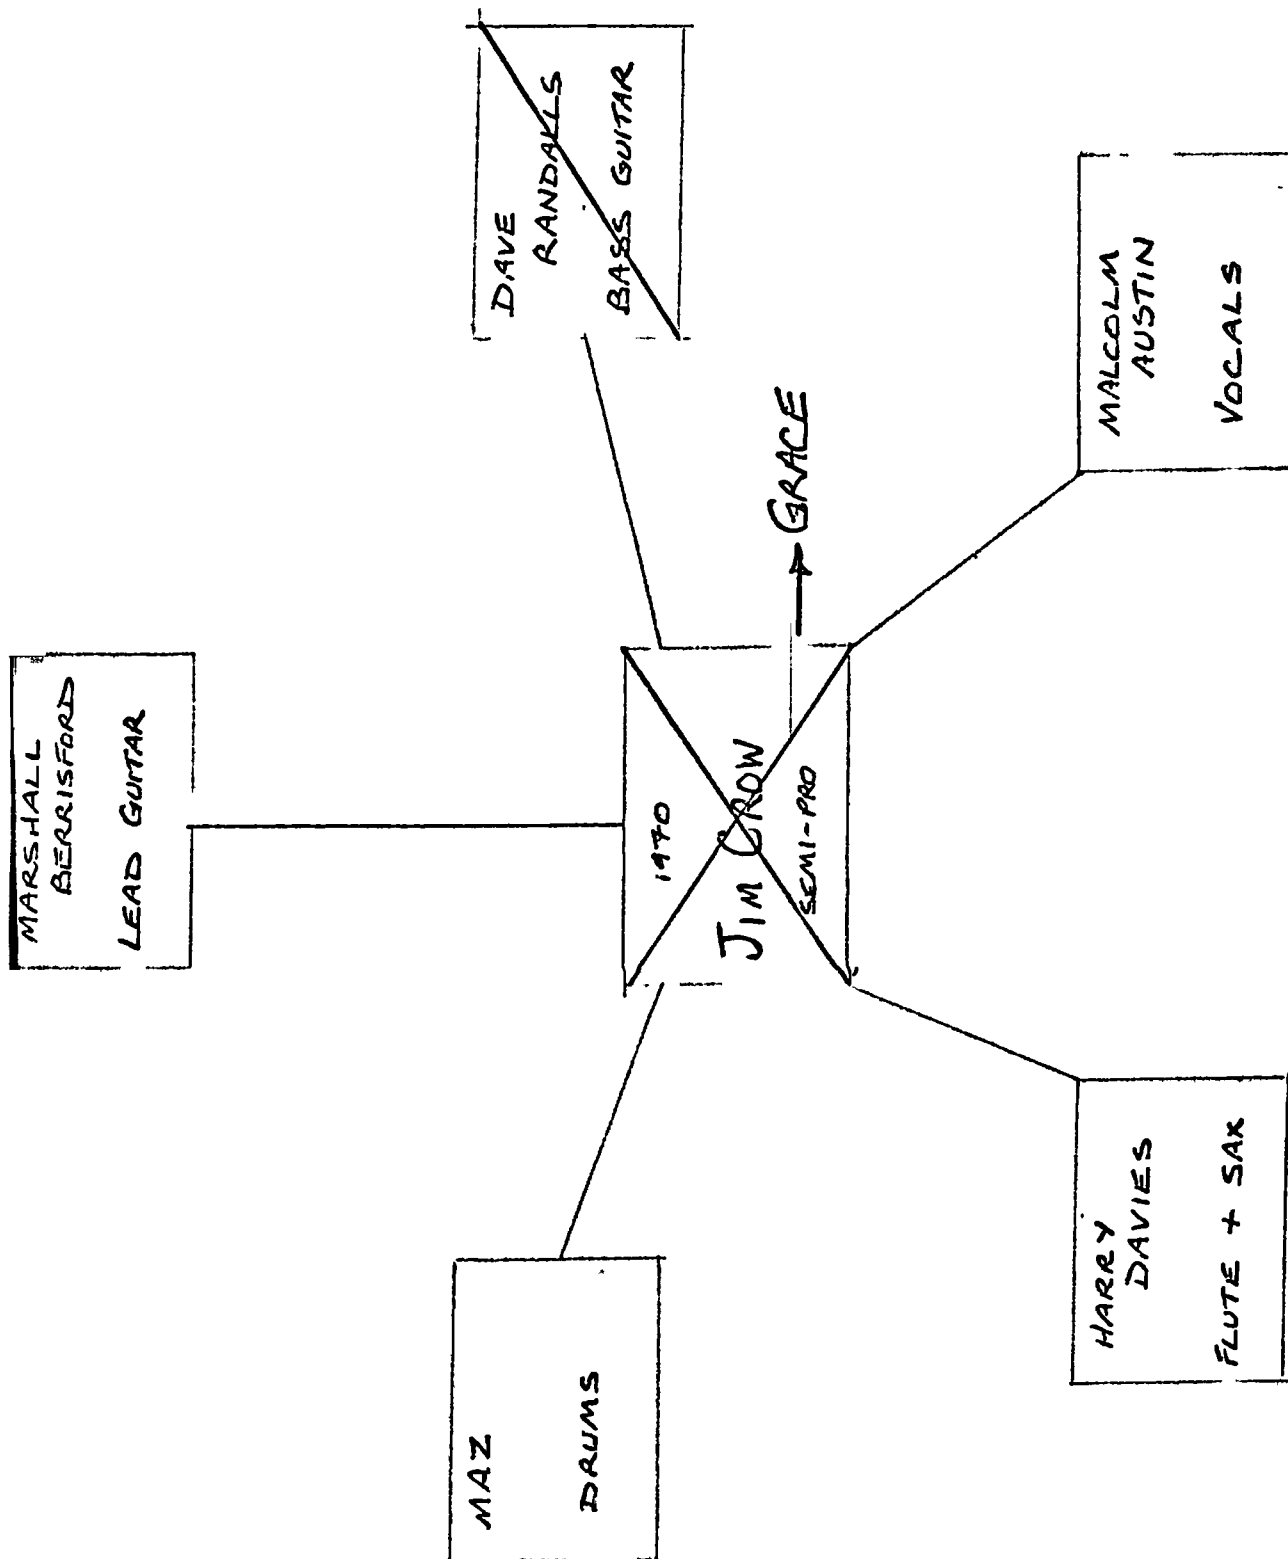 MARSHALL
BERRISFORD
LEAD GUITAR
MAZ
DRUMS
DAVE
RANDALLS
BASS GUITAR
1970
JIM CROW
SEMI-PRO
GRACE
HARRY
DAVIES
FLUTE + SAX
MALCOLM
AUSTIN
VOCALS